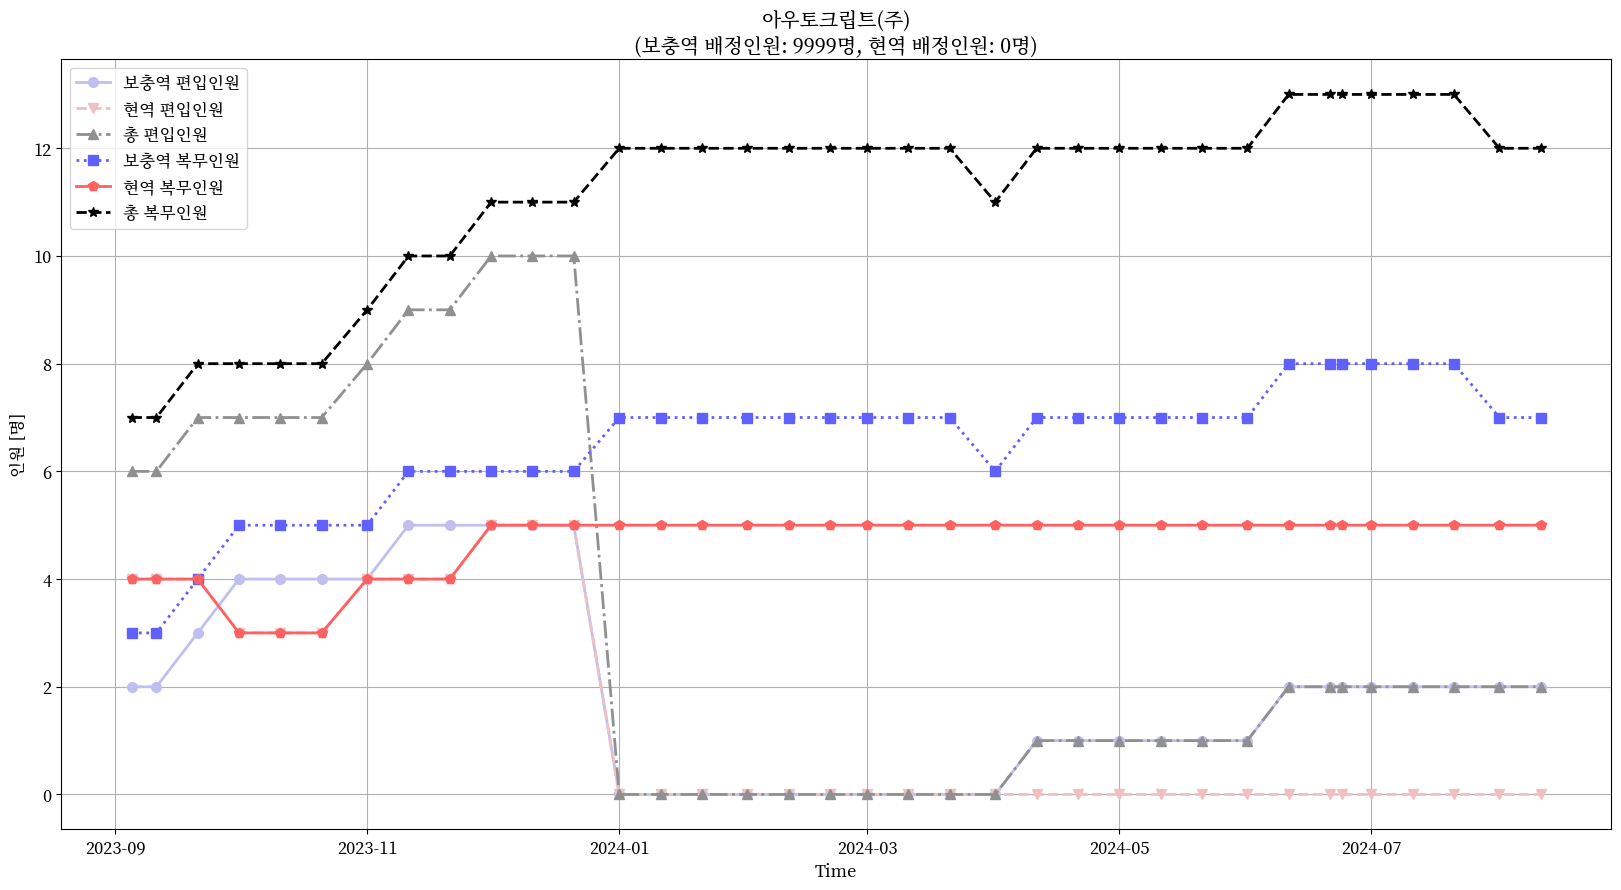 아우토크립트(주)
(보충역 배정인원: 9999명, 현역 배정인원: 0명)
보충역 편입인원
현역 편입인원
총 편입인원
보충역 복무인원
현역 복무인원
총 복무인원
인원 [명]
12
10
8
6
4
2
0
2023-09 2023-11 2024-01 2024-03 2024-05 2024-07
Time